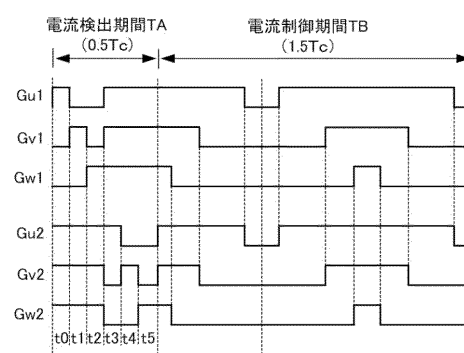 電流検出期間TA
(0.5Tc)
電流制御期間TB
(1.5Tc)
Gu1
Gv1
Gw1
Gu2
Gv2
Gw2
t0 t1 t2 t3 t4 t5